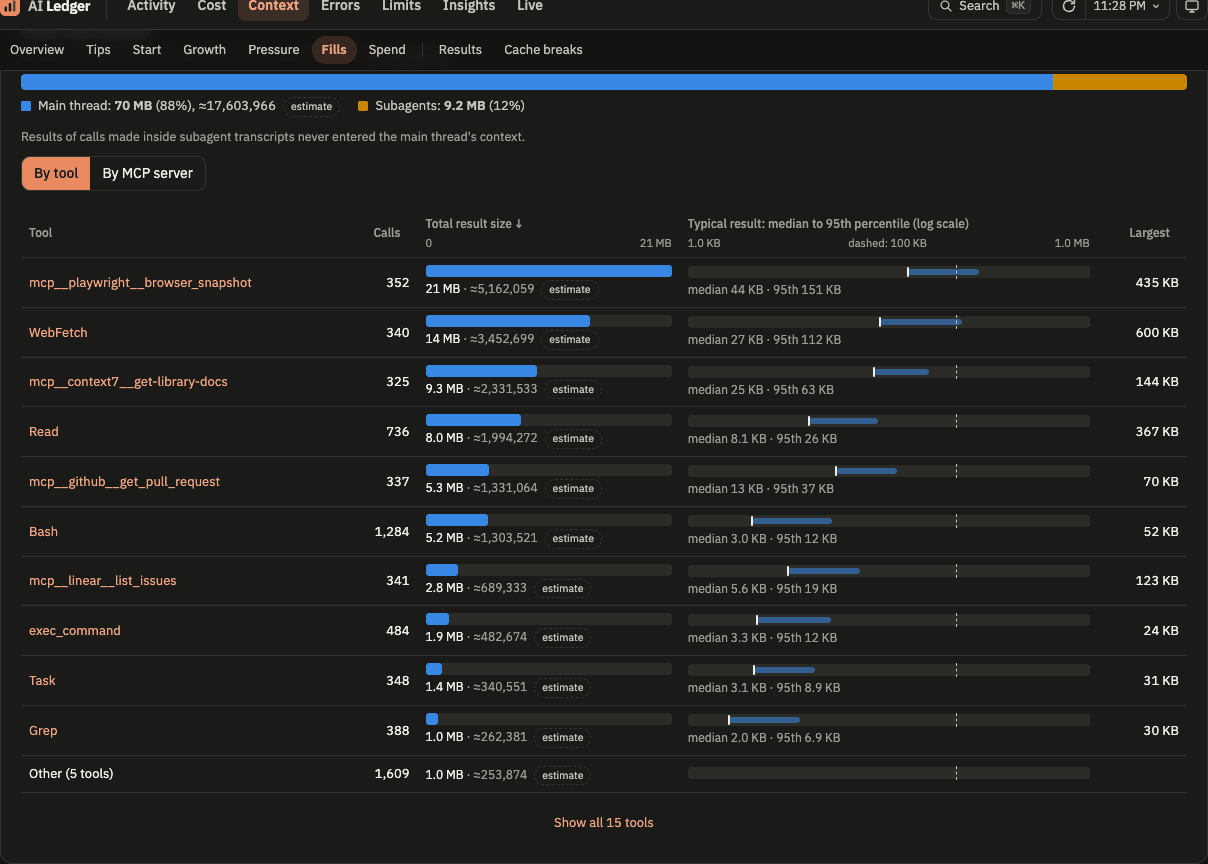 AI Ledger Activity Cost Context Errors Limits Insights Live Search ⌘K 11:28 PM
Overview Tips Start Growth Pressure Fills Spend Results Cache breaks
Main thread: 70 MB (88%), ≈17,603,966 estimate Subagents: 9.2 MB (12%)
Results of calls made inside subagent transcripts never entered the main thread's context.
By tool By MCP server
Tool Calls Total result size ↓ Typical result: median to 95th percentile (log scale) Largest
0 21 MB 1.0 KB dashed: 100 KB 1.0 MB
mcp__playwright__browser_snapshot 352 21 MB · ≈5,162,059 estimate median 44 KB · 95th 151 KB 435 KB
WebFetch 340 14 MB · ≈3,452,699 estimate median 27 KB · 95th 112 KB 600 KB
mcp__context7__get-library-docs 325 9.3 MB · ≈2,331,533 estimate median 25 KB · 95th 63 KB 144 KB
Read 736 8.0 MB · ≈1,994,272 estimate median 8.1 KB · 95th 26 KB 367 KB
mcp__github__get_pull_request 337 5.3 MB · ≈1,331,064 estimate median 13 KB · 95th 37 KB 70 KB
Bash 1,284 5.2 MB · ≈1,303,521 estimate median 3.0 KB · 95th 12 KB 52 KB
mcp__linear__list_issues 341 2.8 MB · ≈689,333 estimate median 5.6 KB · 95th 19 KB 123 KB
exec_command 484 1.9 MB · ≈482,674 estimate median 3.3 KB · 95th 12 KB 24 KB
Task 348 1.4 MB · ≈340,551 estimate median 3.1 KB · 95th 8.9 KB 31 KB
Grep 388 1.0 MB · ≈262,381 estimate median 2.0 KB · 95th 6.9 KB 30 KB
Other (5 tools) 1,609 1.0 MB · ≈253,874 estimate
Show all 15 tools